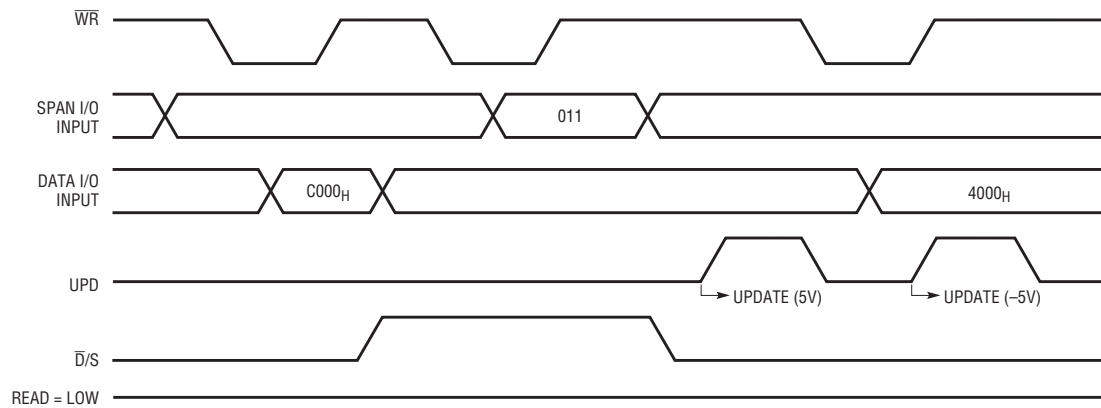 WR
SPAN I/O
INPUT
011
DATA I/O
INPUT
C000H
4000H
UPD
UPDATE (5V)
UPDATE (–5V)
D/S
READ = LOW